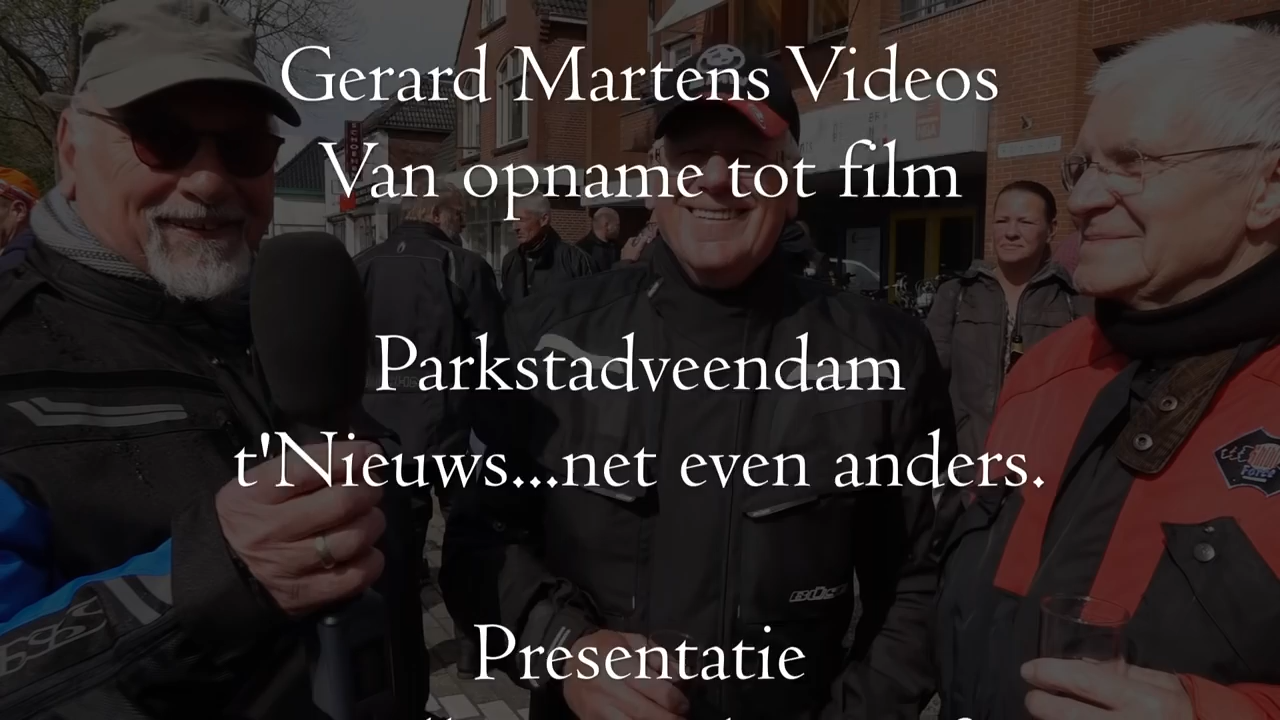 Gerard Martens Videos
Van opname tot film
Parkstadveendam
t'Nieuws...net even anders.
Presentatie